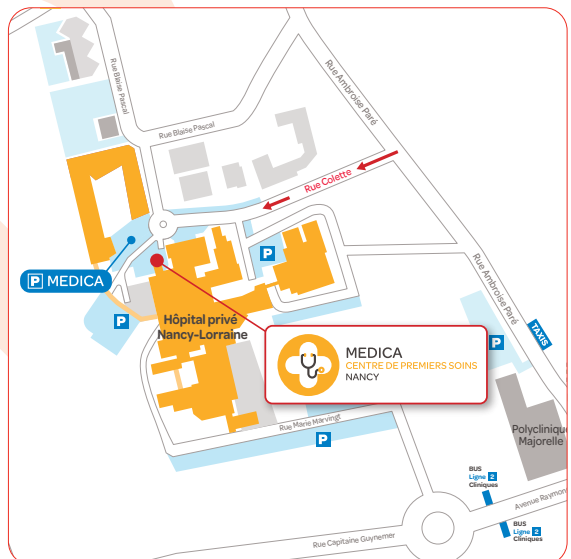 Rue Blaise Pascal
Rue Ambroise Paré
Rue Blaise Pascal
Rue Colette
P MEDICA
P
P
Hôpital privé
Nancy-Lorraine
Rue Ambroise Paré
TAXIS
P
MEDICA
CENTRE DE PREMIERS SOINS
NANCY
Rue Marie Marvingt
P
Polyclinique
Majorelle
BUS
Ligne 2
Cliniques
Avenue Raymon
BUS
Ligne 2
Cliniques
Rue Capitaine Guynemer